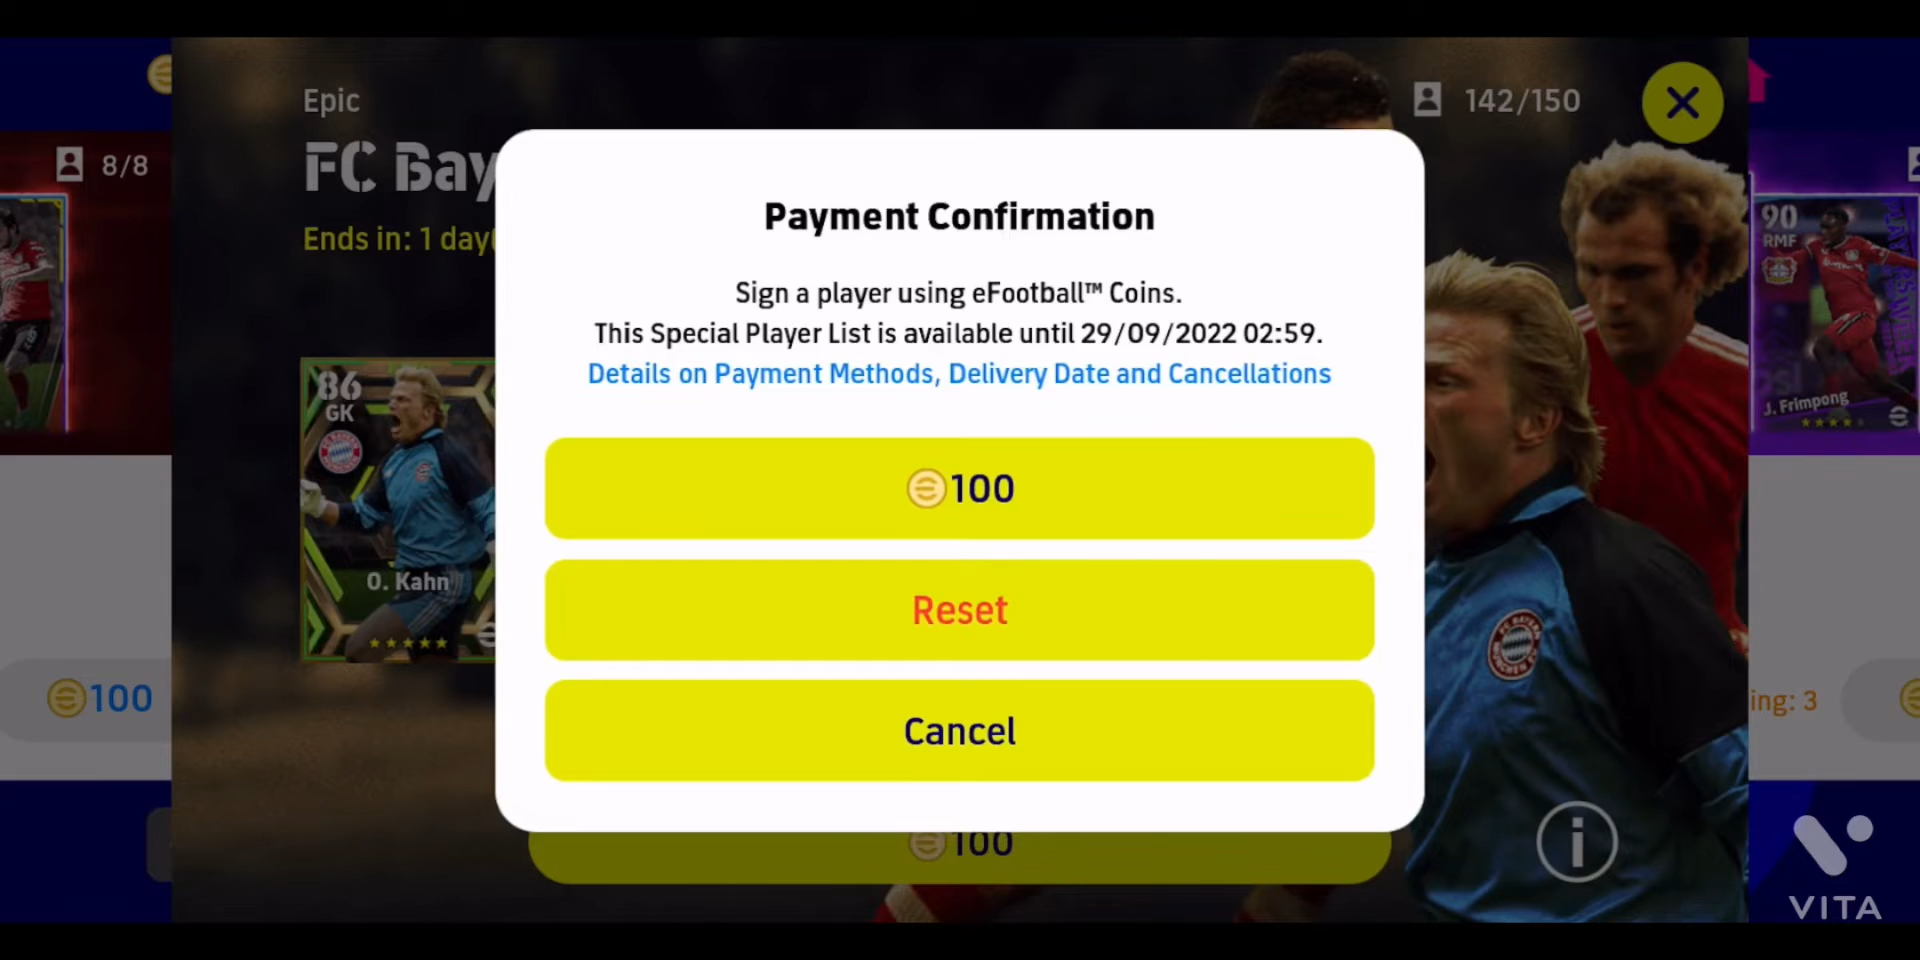 Epic
142/150
FC Bay
8/8
Ends in: 1 day
Payment Confirmation
Sign a player using eFootball™ Coins.
This Special Player List is available until 29/09/2022 02:59.
Details on Payment Methods, Delivery Date and Cancellations
86
GK
O. Kahn
90
RMF
J. Frimpong
100
Reset
Cancel
100
ing: 3
100
i
VITA